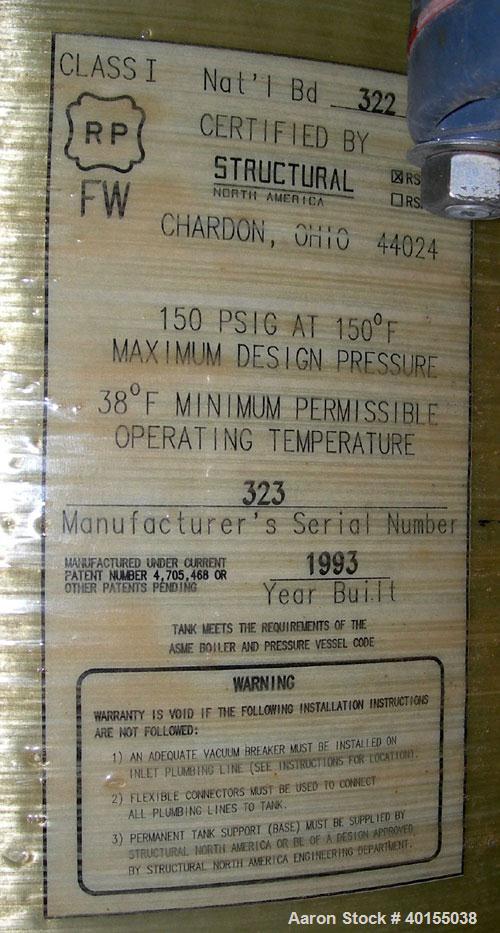 CLASS I
Nat'l Bd 322
RP
CERTIFIED BY
FW
STRUCTURAL
NORTH AMERICA
RS
RS
CHARDON, OHIO 44024
150 PSIG AT 150°F
MAXIMUM DESIGN PRESSURE
38°F MINIMUM PERMISSIBLE
OPERATING TEMPERATURE
323
Manufacturer's Serial Number
MANUFACTURED UNDER CURRENT
PATENT NUMBER 4,705,468 OR
OTHER PATENTS PENDING
1993
Year Built
TANK MEETS THE REQUIREMENTS OF THE
ASME BOILER AND PRESSURE VESSEL CODE
WARNING
WARRANTY IS VOID IF THE FOLLOWING INSTALLATION INSTRUCTIONS
ARE NOT FOLLOWED:
1) AN ADEQUATE VACUUM BREAKER MUST BE INSTALLED ON
INLET PLUMBING LINE (SEE INSTRUCTIONS FOR LOCATION).
2) FLEXIBLE CONNECTORS MUST BE USED TO CONNECT
ALL PLUMBING LINES TO TANK.
3) PERMANENT TANK SUPPORT (BASE) MUST BE SUPPLIED BY
STRUCTURAL NORTH AMERICA OR BE OF A DESIGN APPROVED
BY STRUCTURAL NORTH AMERICA ENGINEERING DEPARTMENT.
Aaron Stock # 40155038